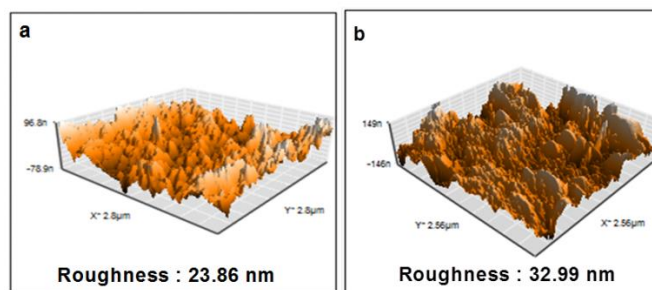 a
96.8n
-78.9n
X* 2.8µm
Y* 2.8µm
Roughness : 23.86 nm
b
149n
-146n
Y* 2.56µm
X* 2.56µm
Roughness : 32.99 nm